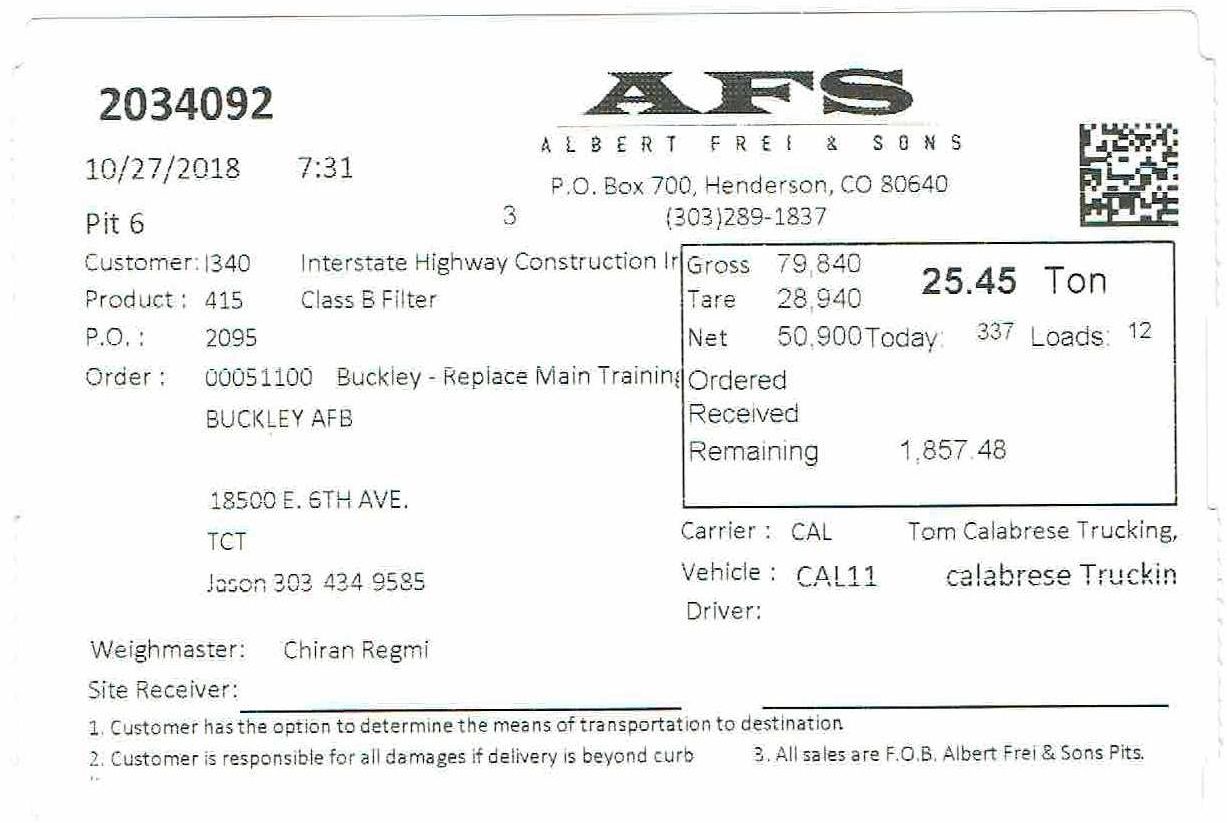 AFS
ALBERT FREI & SONS
2034092
10/27/2018 7:31
P.O. Box 700, Henderson, CO 80640
Pit 6 3 (303)289-1837
Customer: I340 Interstate Highway Construction Ir
Product : 415 Class B Filter
P.O. : 2095
Order : 00051100 Buckley - Replace Main Training
BUCKLEY AFB
18500 E. 6TH AVE.
TCT
Jason 303 434 9585
Gross 79,840 25.45 Ton
Tare 28,940
Net 50,900 Today: 337 Loads: 12
Ordered
Received
Remaining 1,857.48
Carrier : CAL Tom Calabrese Trucking,
Vehicle : CAL11 calabrese Truckin
Driver:
Weighmaster: Chiran Regmi
Site Receiver:
1. Customer has the option to determine the means of transportation to destination
2. Customer is responsible for all damages if delivery is beyond curb 3. All sales are F.O.B. Albert Frei & Sons Pits.